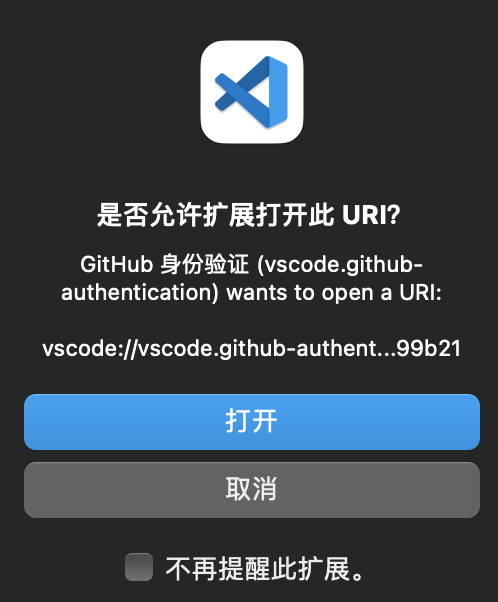 是否允许扩展打开此 URI?
GitHub 身份验证 (vscode.github-
authentication) wants to open a URI:
vscode://vscode.github-authent...99b21
打开
取消
不再提醒此扩展。